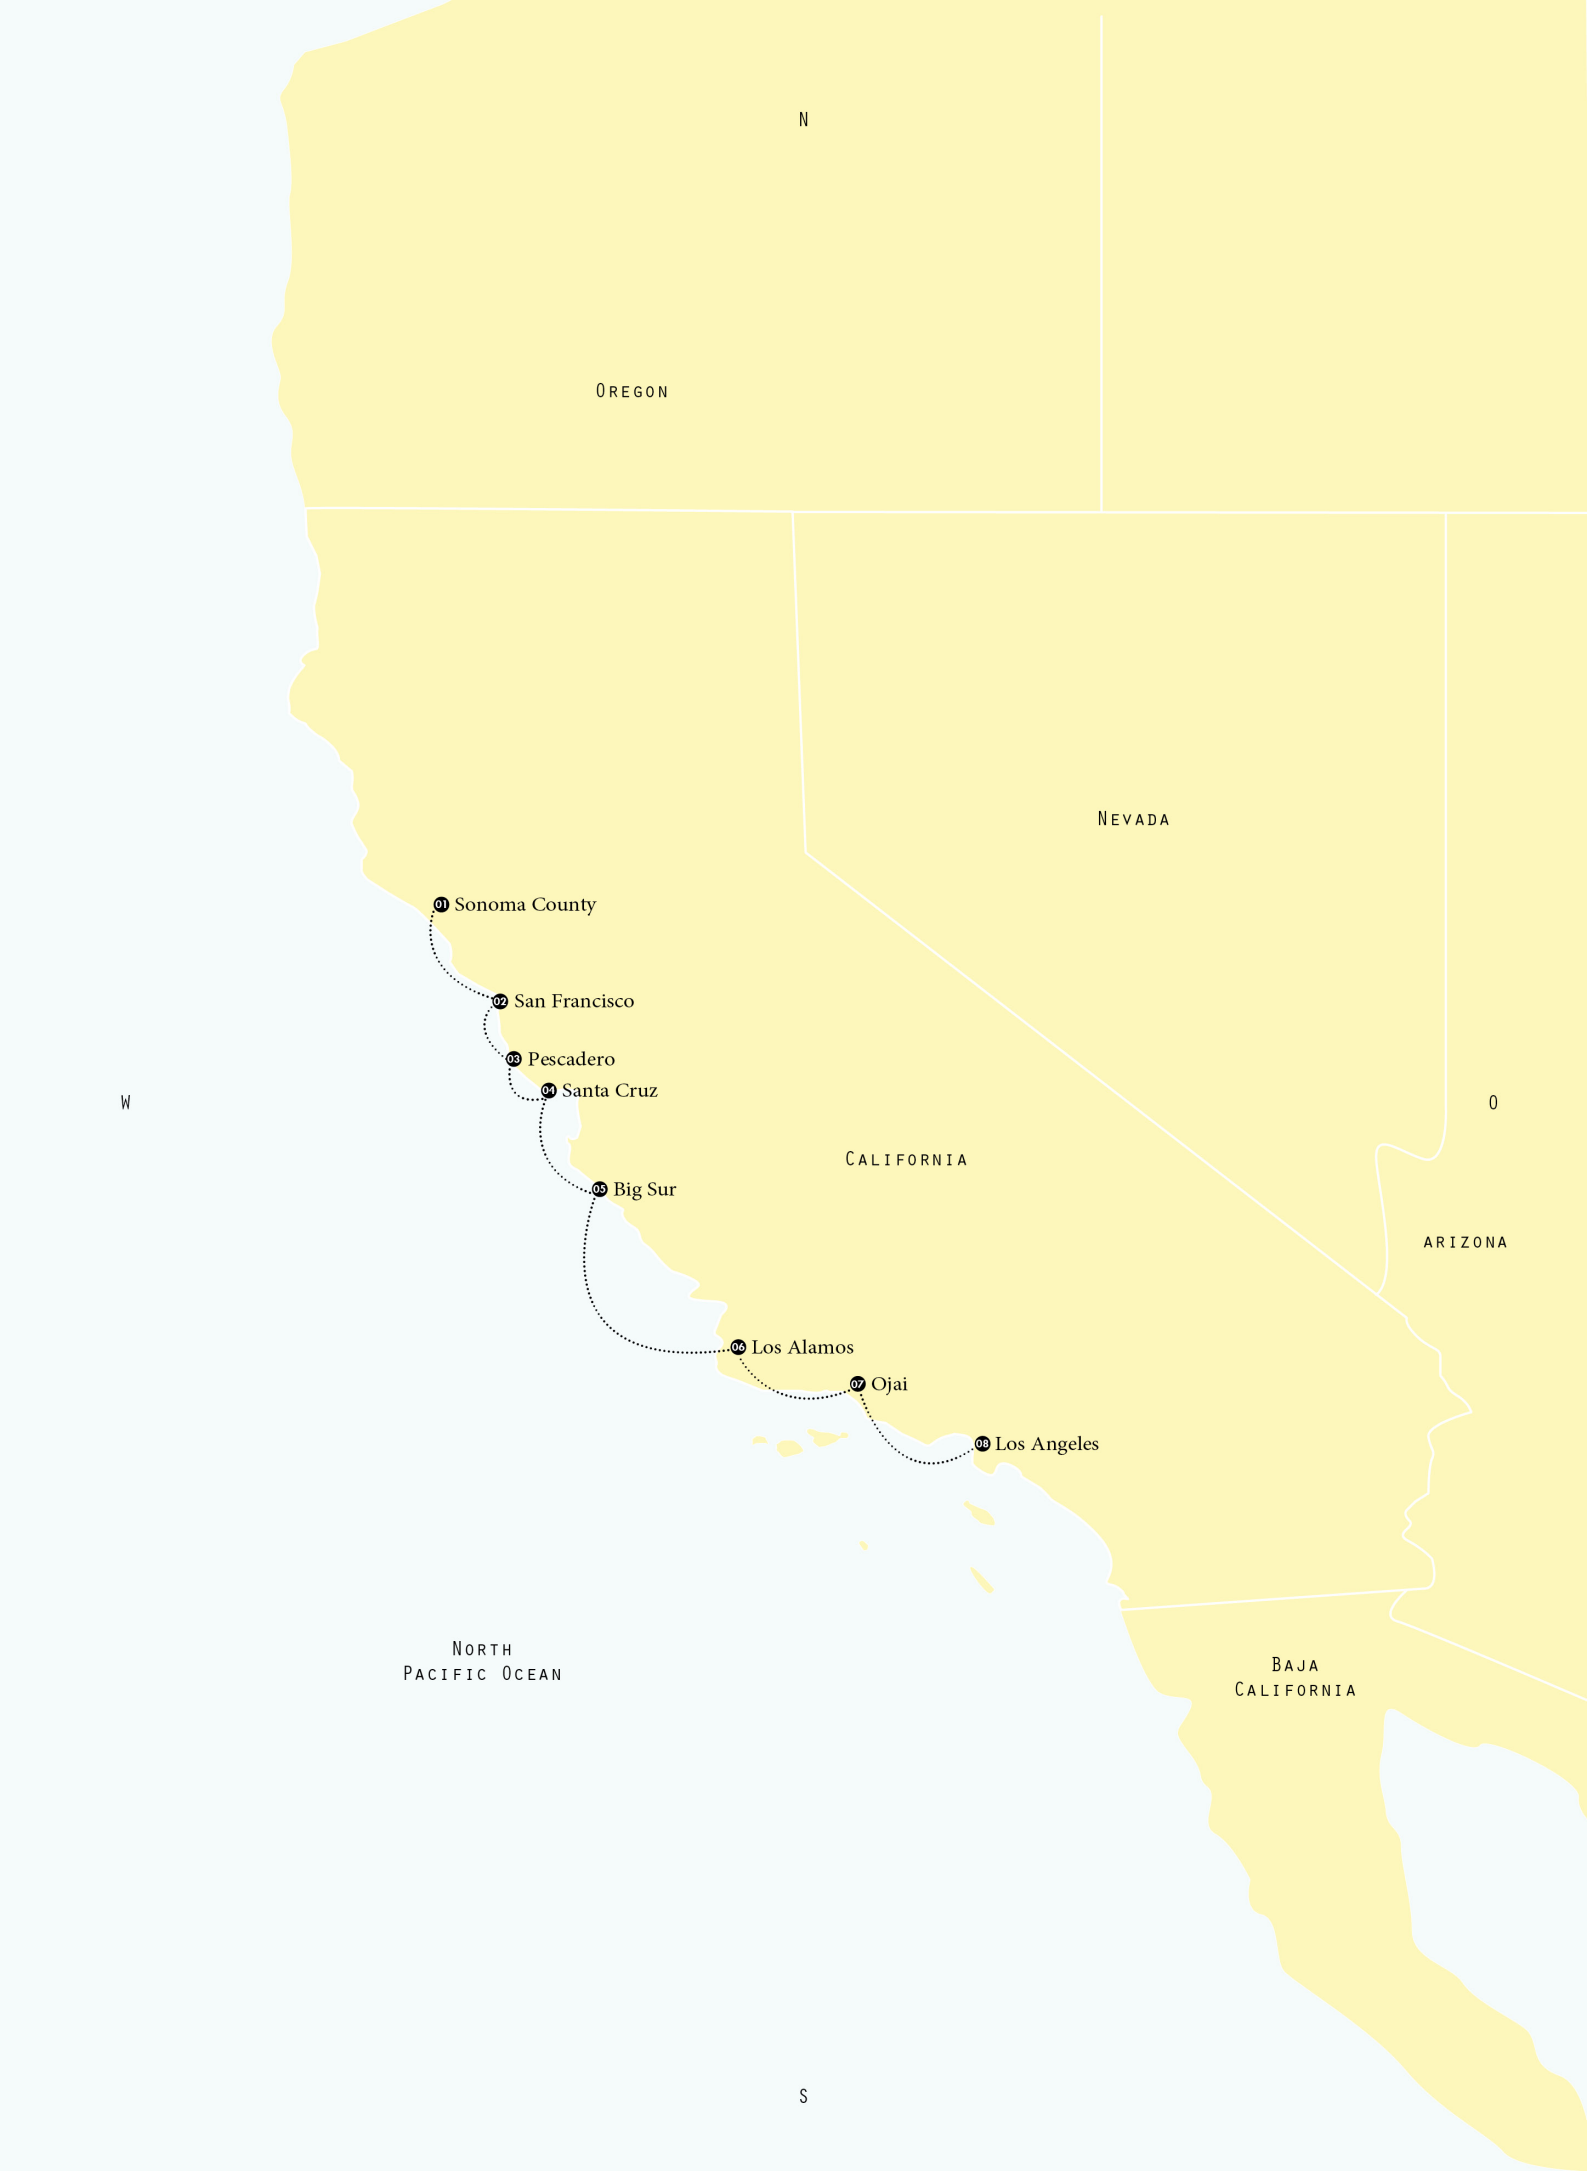 N
Oregon
Nevada
01 Sonoma County
02 San Francisco
03 Pescadero
04 Santa Cruz
W
O
California
05 Big Sur
ARIZONA
06 Los Alamos
07 Ojai
08 Los Angeles
North
Pacific Ocean
Baja
California
S